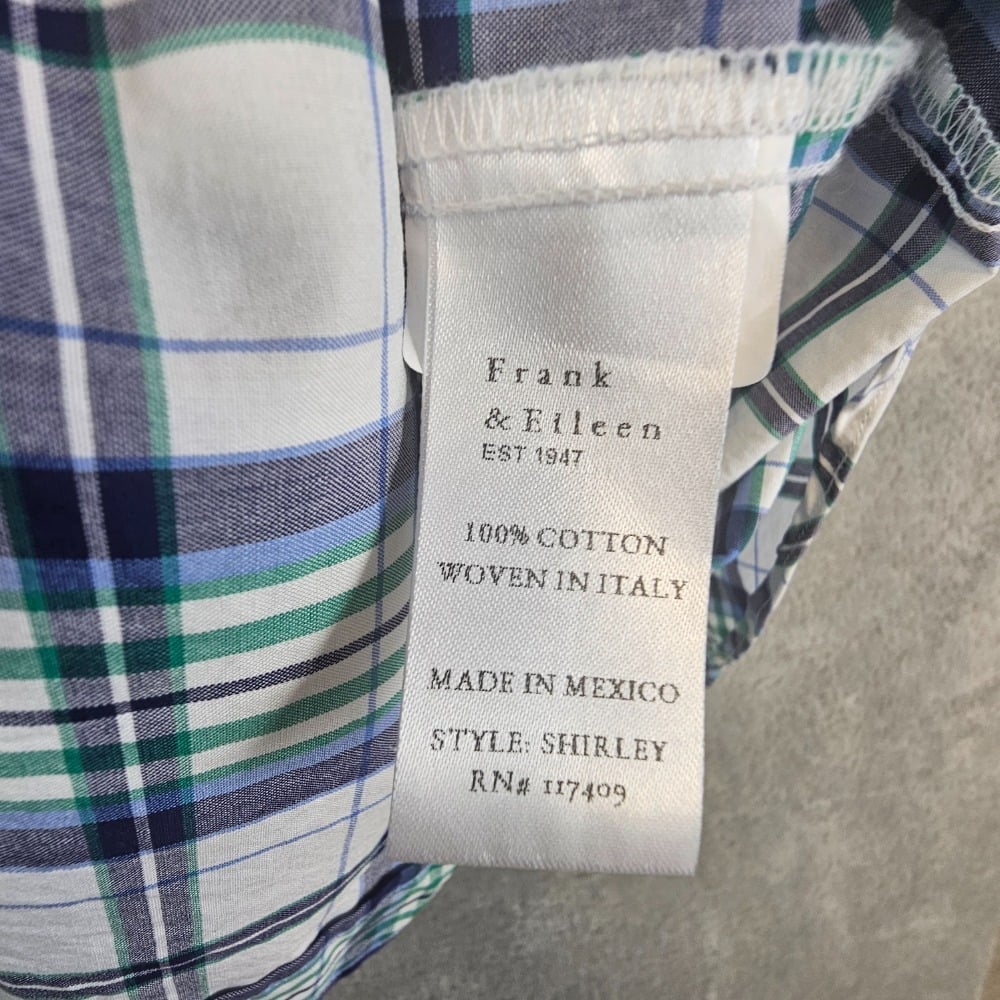 Frank
& Eileen
EST 1947
100% COTTON
WOVEN IN ITALY
MADE IN MEXICO
STYLE: SHIRLEY
RN# 117409